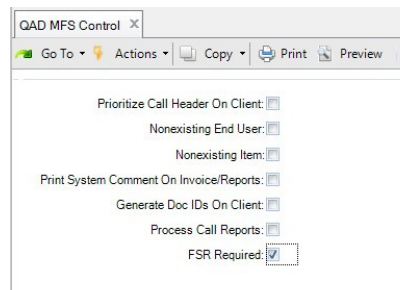 QAD MFS Control
Go To Actions Copy Print Preview
Prioritize Call Header On Client:
Nonexisting End User:
Nonexisting Item:
Print System Comment On Invoice/Reports:
Generate Doc IDs On Client:
Process Call Reports:
FSR Required: